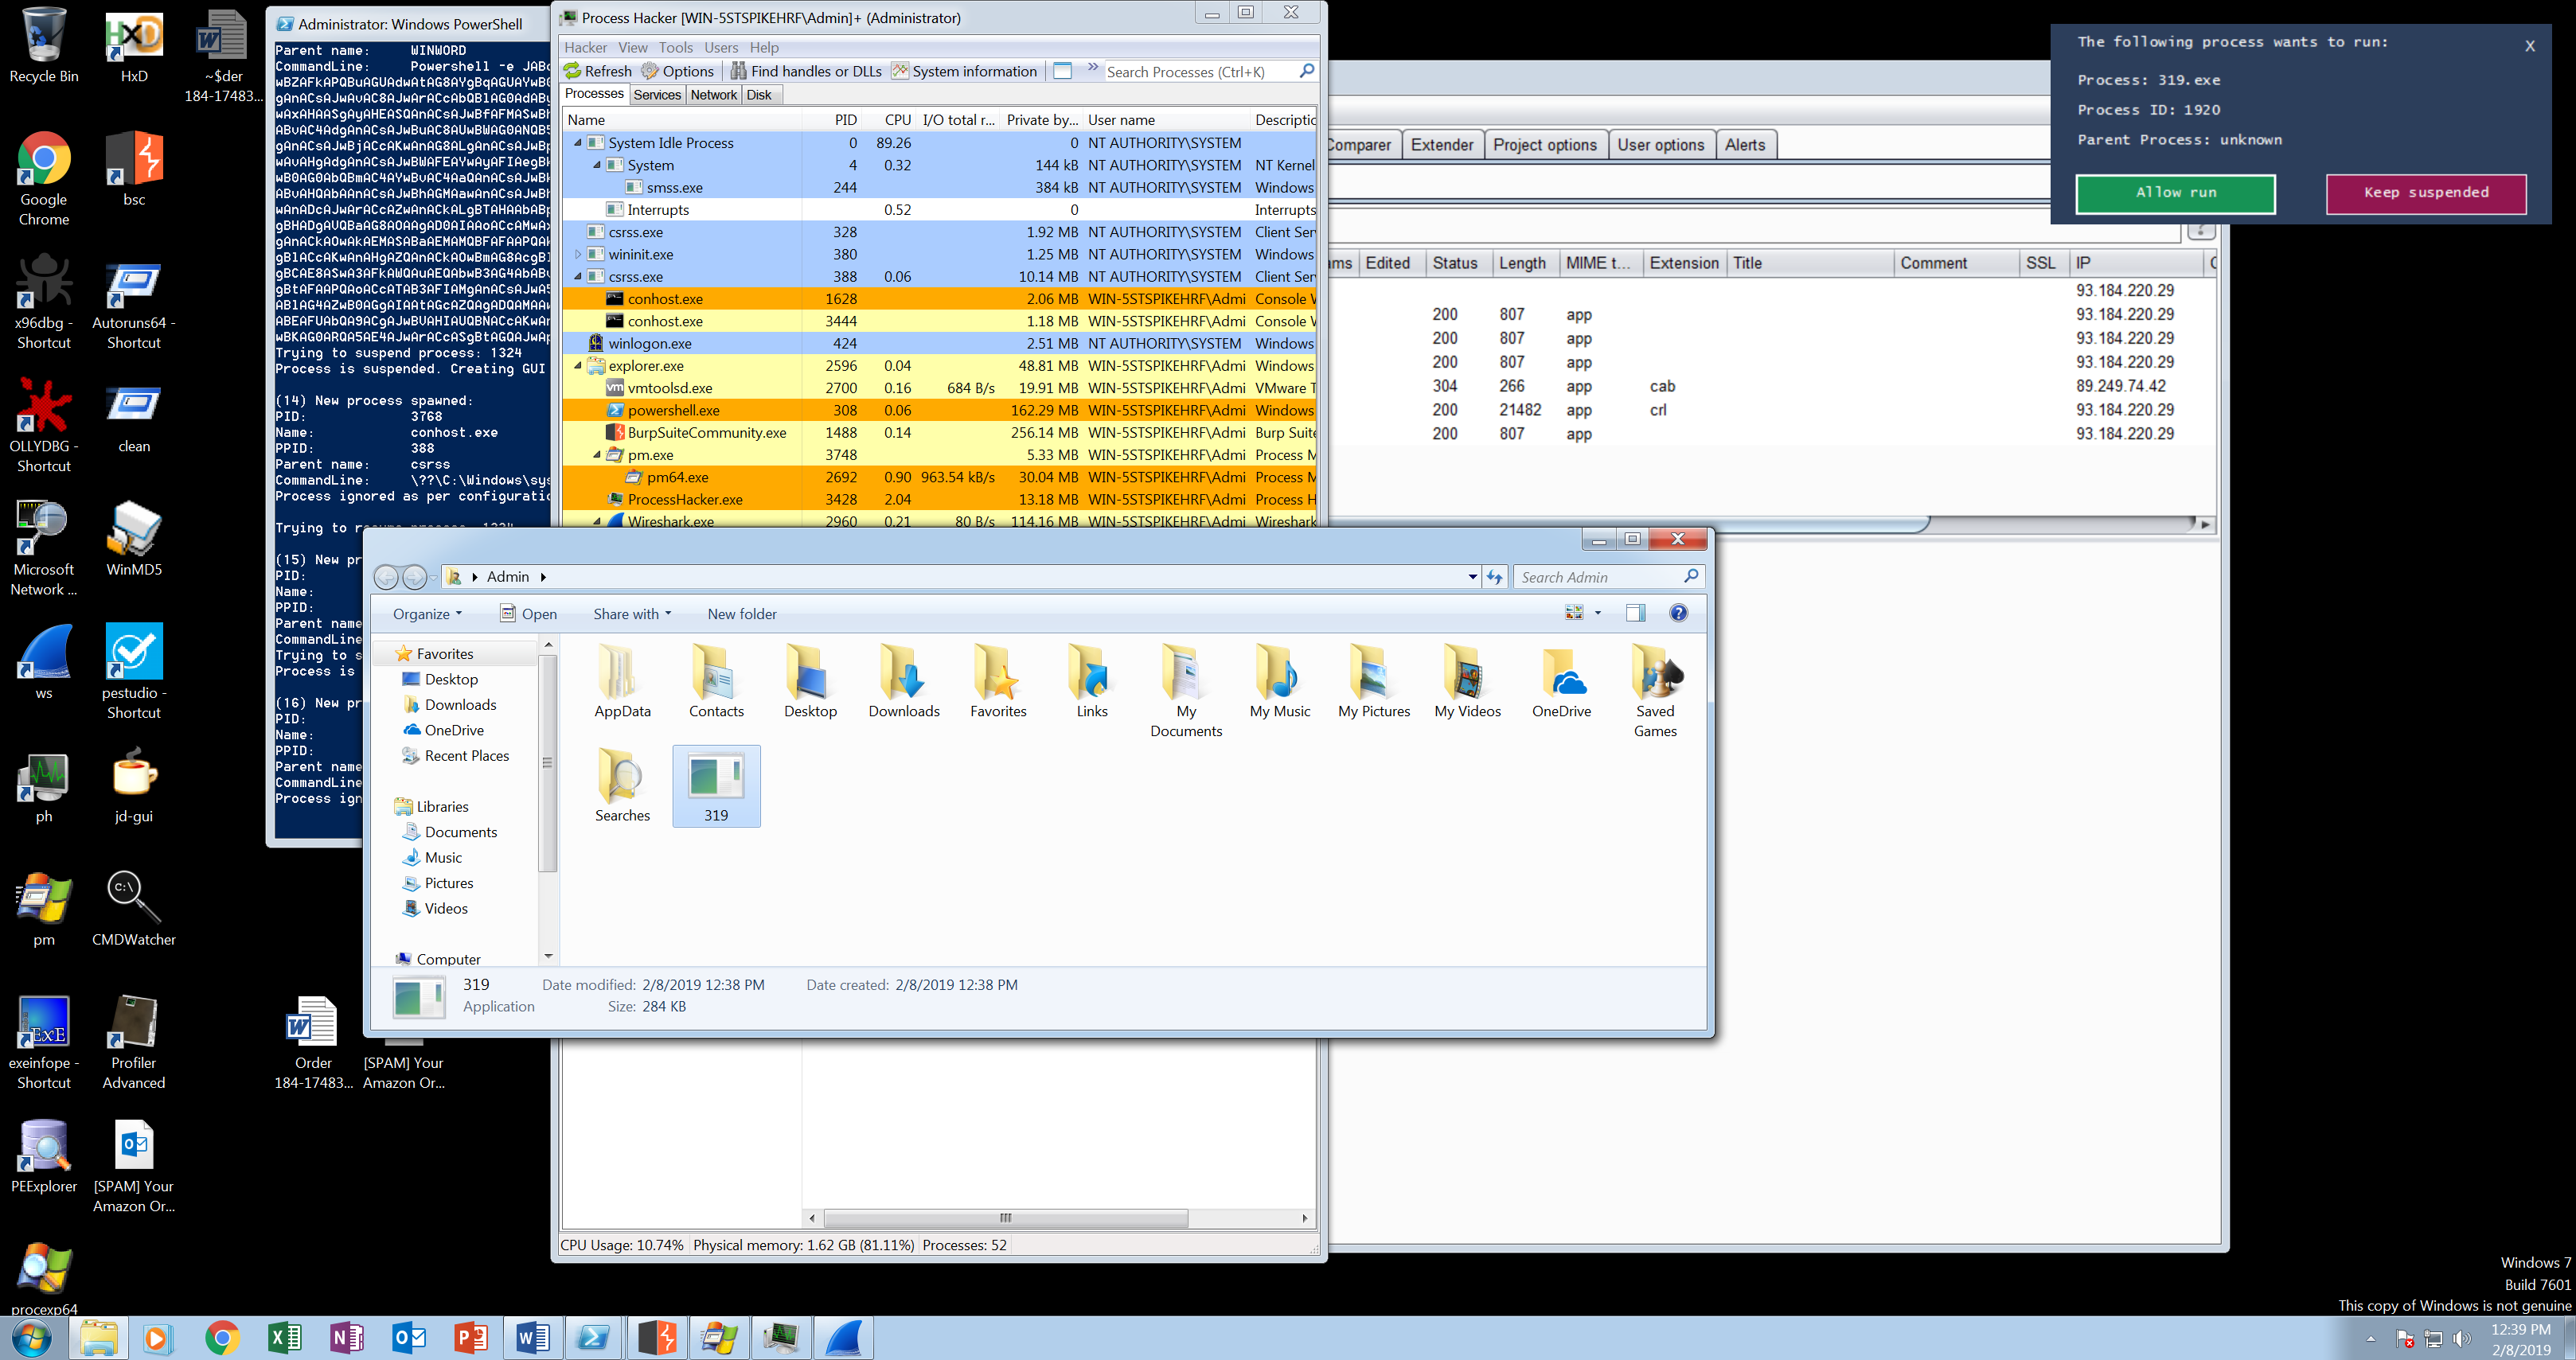 Recycle Bin
HxD
~$der
184-17483...
Google
Chrome
bsc
x96dbg -
Shortcut
Autoruns64 -
Shortcut
OLLYDBG -
Shortcut
clean
Microsoft
Network ...
WinMD5
ws
pestudio -
Shortcut
ph
jd-gui
pm
CMDWatcher
exeinfope -
Shortcut
Profiler
Advanced
Order
184-17483...
[SPAM] Your
Amazon Or...
PEExplorer
[SPAM] Your
Amazon Or...
procexp64
Administrator: Windows PowerShell
Parent name: WINWORD
Trying to suspend process: 1324
Process is suspended. Creating GUI
(14) New process spawned:
PID: 3768
Name: conhost.exe
PPID: 388
Parent name: csrss
CommandLine: \??\C:\Windows\sys
Process ignored as per configuratio
(15) New pr
PID:
Name:
PPID:
Parent name
CommandLine
Trying to s
Process is
(16) New pr
PID:
Name:
PPID:
Parent name
CommandLine
Process ign
Process Hacker [WIN-5STSPIKEHRF\Admin]+ (Administrator)
Hacker View Tools Users Help
Refresh Options Find handles or DLLs System information » Search Processes (Ctrl+K)
Processes Services Network Disk
Name PID CPU I/O total r... Private by... User name Descriptic
System Idle Process 0 89.26 0 NT AUTHORITY\SYSTEM
System 4 0.32 144 kB NT AUTHORITY\SYSTEM NT Kernel
smss.exe 244 384 kB NT AUTHORITY\SYSTEM Windows
Interrupts 0.52 0 Interrupts
csrss.exe 328 1.92 MB NT AUTHORITY\SYSTEM Client Ser
wininit.exe 380 1.25 MB NT AUTHORITY\SYSTEM Windows
csrss.exe 388 0.06 10.14 MB NT AUTHORITY\SYSTEM Client Ser
conhost.exe 1628 2.06 MB WIN-5STSPIKEHRF\Admi Console W
conhost.exe 3444 1.18 MB WIN-5STSPIKEHRF\Admi Console W
winlogon.exe 424 2.51 MB NT AUTHORITY\SYSTEM Windows
explorer.exe 2596 0.04 48.81 MB WIN-5STSPIKEHRF\Admi Windows
vmtoolsd.exe 2700 0.16 684 B/s 19.91 MB WIN-5STSPIKEHRF\Admi VMware T
powershell.exe 308 0.06 162.29 MB WIN-5STSPIKEHRF\Admi Windows
BurpSuiteCommunity.exe 1488 0.14 256.14 MB WIN-5STSPIKEHRF\Admi Burp Suite
pm.exe 3748 5.33 MB WIN-5STSPIKEHRF\Admi Process M
pm64.exe 2692 0.90 963.54 kB/s 30.04 MB WIN-5STSPIKEHRF\Admi Process M
ProcessHacker.exe 3428 2.04 13.18 MB WIN-5STSPIKEHRF\Admi Process H
Wireshark.exe 2960 0.21 80 B/s 114.16 MB WIN-5STSPIKEHRF\Admi Wireshark
CPU Usage: 10.74% Physical memory: 1.62 GB (81.11%) Processes: 52
Comparer Extender Project options User options Alerts
?
ms Edited Status Length MIME t... Extension Title Comment SSL IP
93.184.220.29
200 807 app 93.184.220.29
200 807 app 93.184.220.29
200 807 app 93.184.220.29
304 266 app cab 89.249.74.42
200 21482 app crl 93.184.220.29
200 807 app 93.184.220.29
The following process wants to run:
X
Process: 319.exe
Process ID: 1920
Parent Process: unknown
Allow run Keep suspended
Admin
Search Admin
Organize Open Share with New folder
Favorites
Desktop
Downloads
OneDrive
Recent Places
Libraries
Documents
Music
Pictures
Videos
Computer
AppData Contacts Desktop Downloads Favorites Links My Documents My Music My Pictures My Videos OneDrive Saved Games
Searches 319
319 Date modified: 2/8/2019 12:38 PM Date created: 2/8/2019 12:38 PM
Application Size: 284 KB
Windows 7
Build 7601
This copy of Windows is not genuine
12:39 PM
2/8/2019